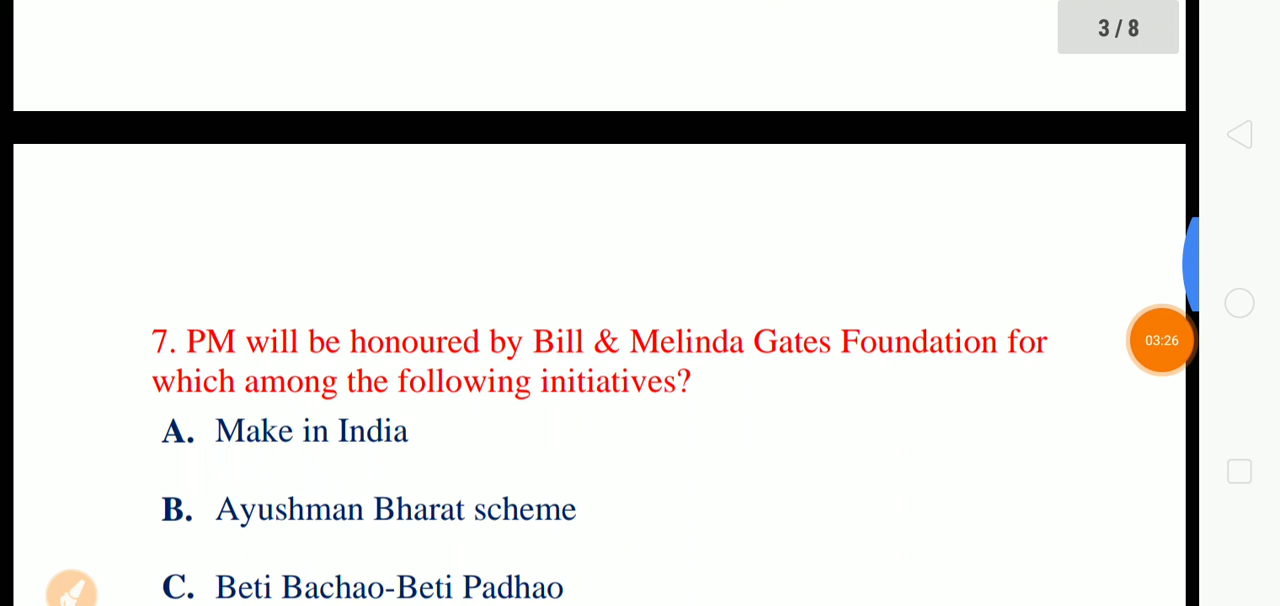 3 / 8
7. PM will be honoured by Bill & Melinda Gates Foundation for
which among the following initiatives?
03:26
A. Make in India
B. Ayushman Bharat scheme
C. Beti Bachao-Beti Padhao